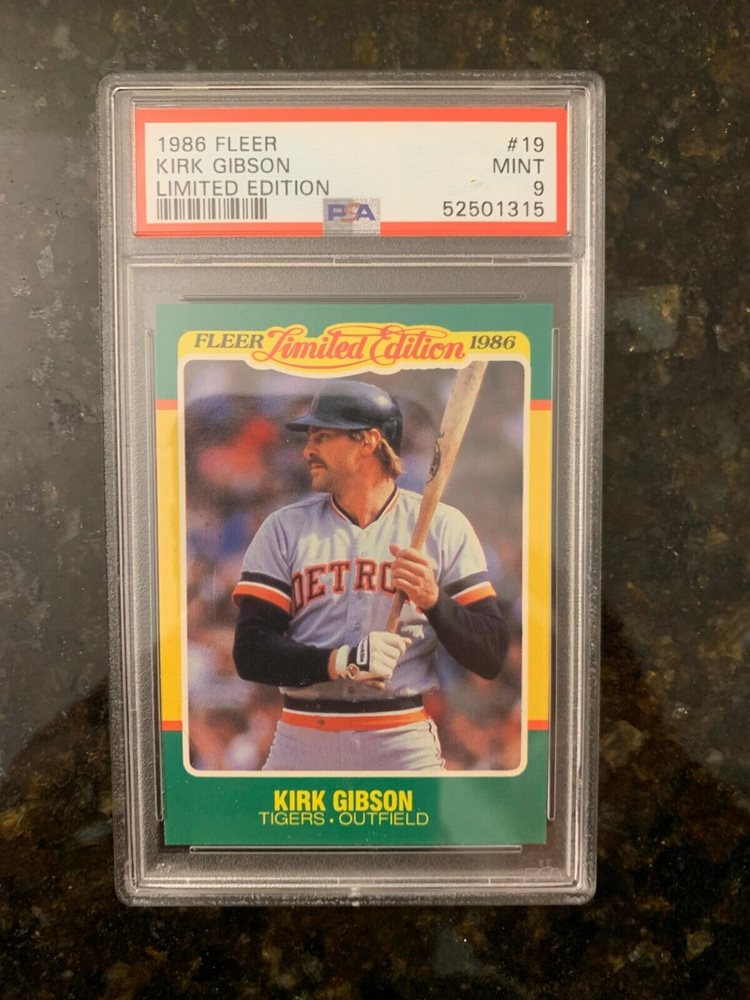 1986 FLEER #19
KIRK GIBSON MINT
LIMITED EDITION 9
PSA 52501315
FLEER Limited Edition 1986
DETRO
KIRK GIBSON
TIGERS • OUTFIELD